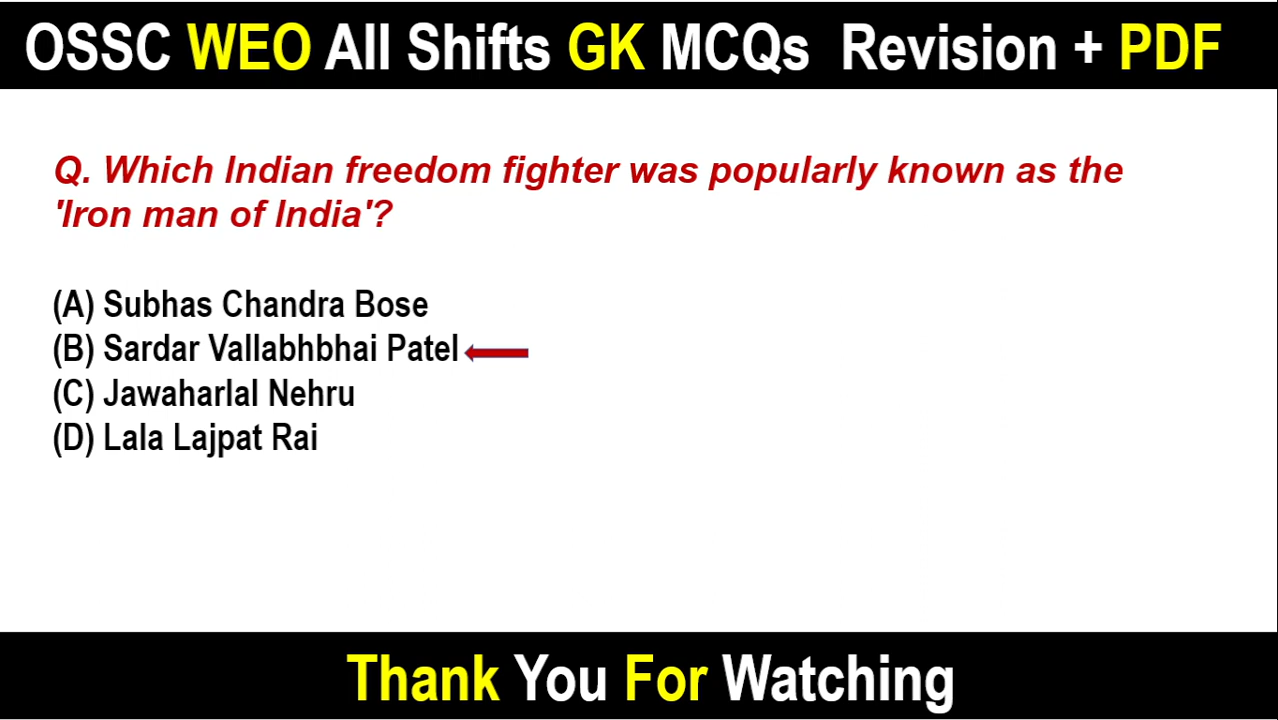 OSSC WEO All Shifts GK MCQs Revision + PDF
Q. Which Indian freedom fighter was popularly known as the
'Iron man of India'?
(A) Subhas Chandra Bose
(B) Sardar Vallabhbhai Patel
(C) Jawaharlal Nehru
(D) Lala Lajpat Rai
Thank You For Watching